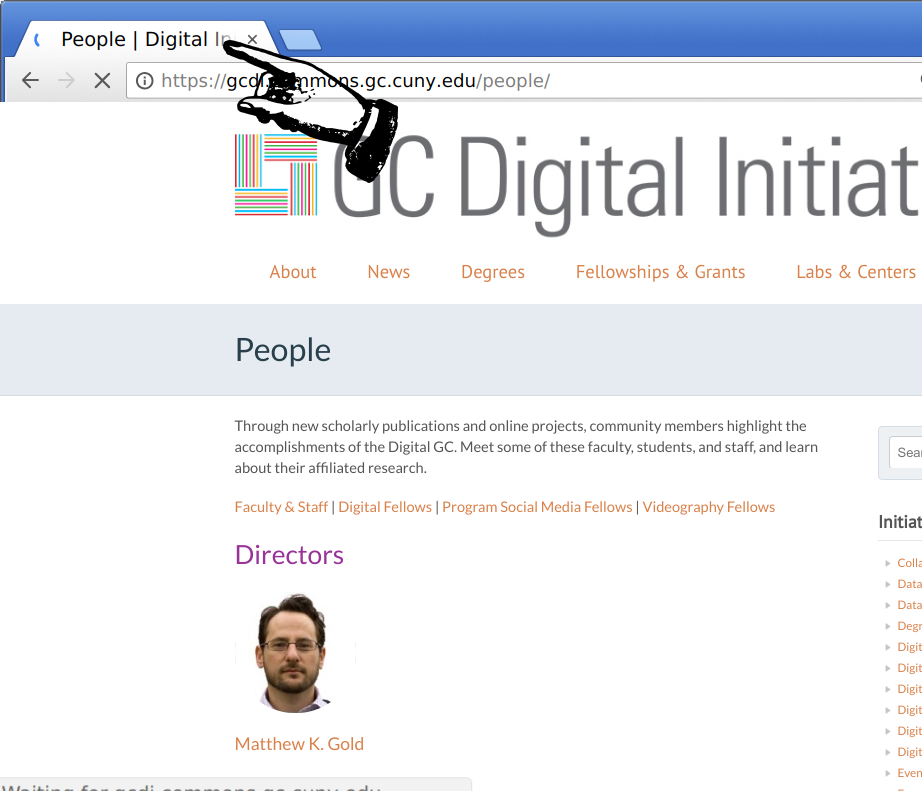 People | Digital In
https://gcdi.commons.gc.cuny.edu/people/
GC Digital Initiat
About News Degrees Fellowships & Grants Labs & Centers
People
Through new scholarly publications and online projects, community members highlight the
accomplishments of the Digital GC. Meet some of these faculty, students, and staff, and learn
about their affiliated research.
Faculty & Staff | Digital Fellows | Program Social Media Fellows | Videography Fellows
Directors
Matthew K. Gold
Sear
Initiat
Colla
Data
Data
Degr
Digit
Digit
Digit
Digit
Digit
Digit
Even
Waiting for gcdi.commons.gc.cuny.edu